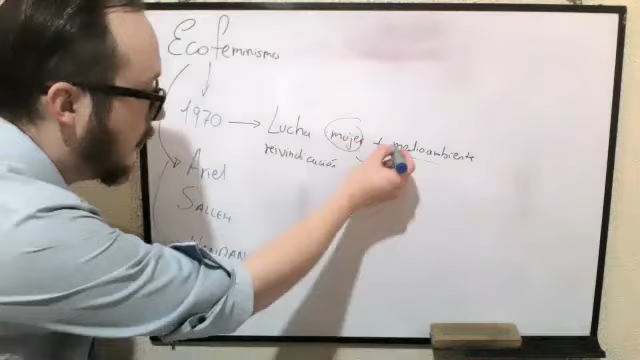 Ecofeminismo
1970 → Lucha mujer + medioambiente
reivindicación
Ariel
SALLEH